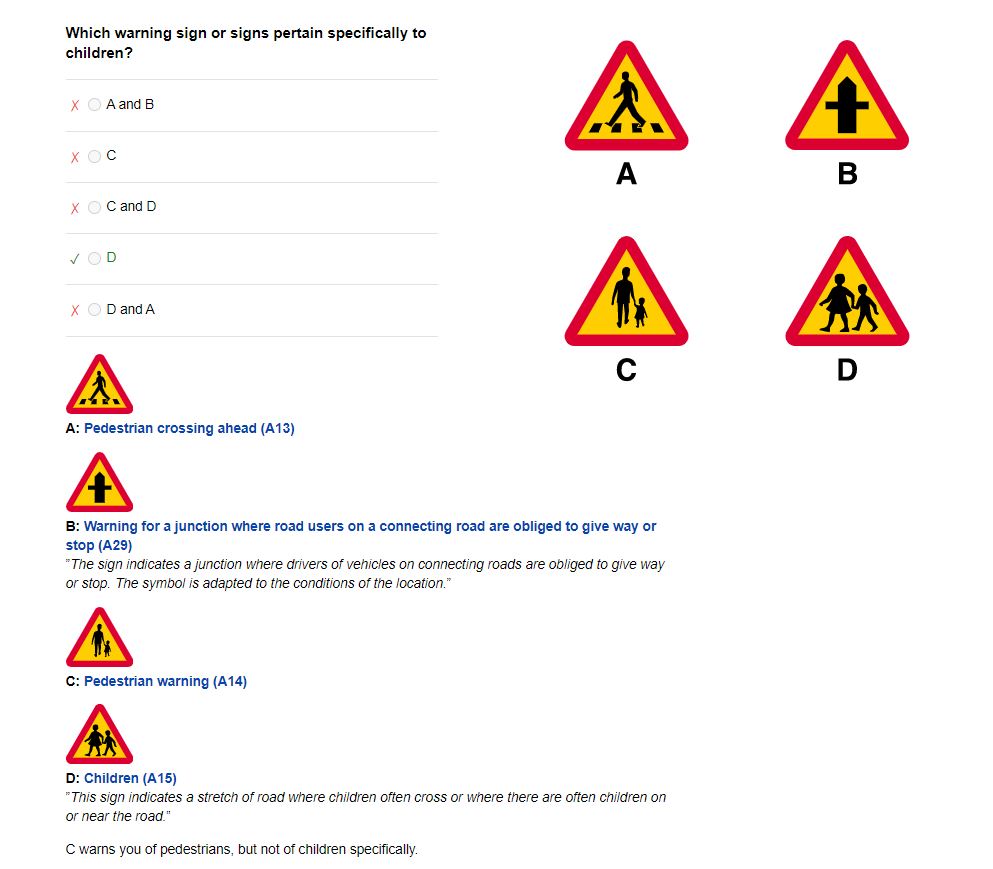 Which warning sign or signs pertain specifically to
children?
✗ A and B
✗ C
✗ C and D
✓ D
✗ D and A
A
B
C
D
A: Pedestrian crossing ahead (A13)
B: Warning for a junction where road users on a connecting road are obliged to give way or
stop (A29)
"The sign indicates a junction where drivers of vehicles on connecting roads are obliged to give way
or stop. The symbol is adapted to the conditions of the location."
C: Pedestrian warning (A14)
D: Children (A15)
"This sign indicates a stretch of road where children often cross or where there are often children on
or near the road."
C warns you of pedestrians, but not of children specifically.